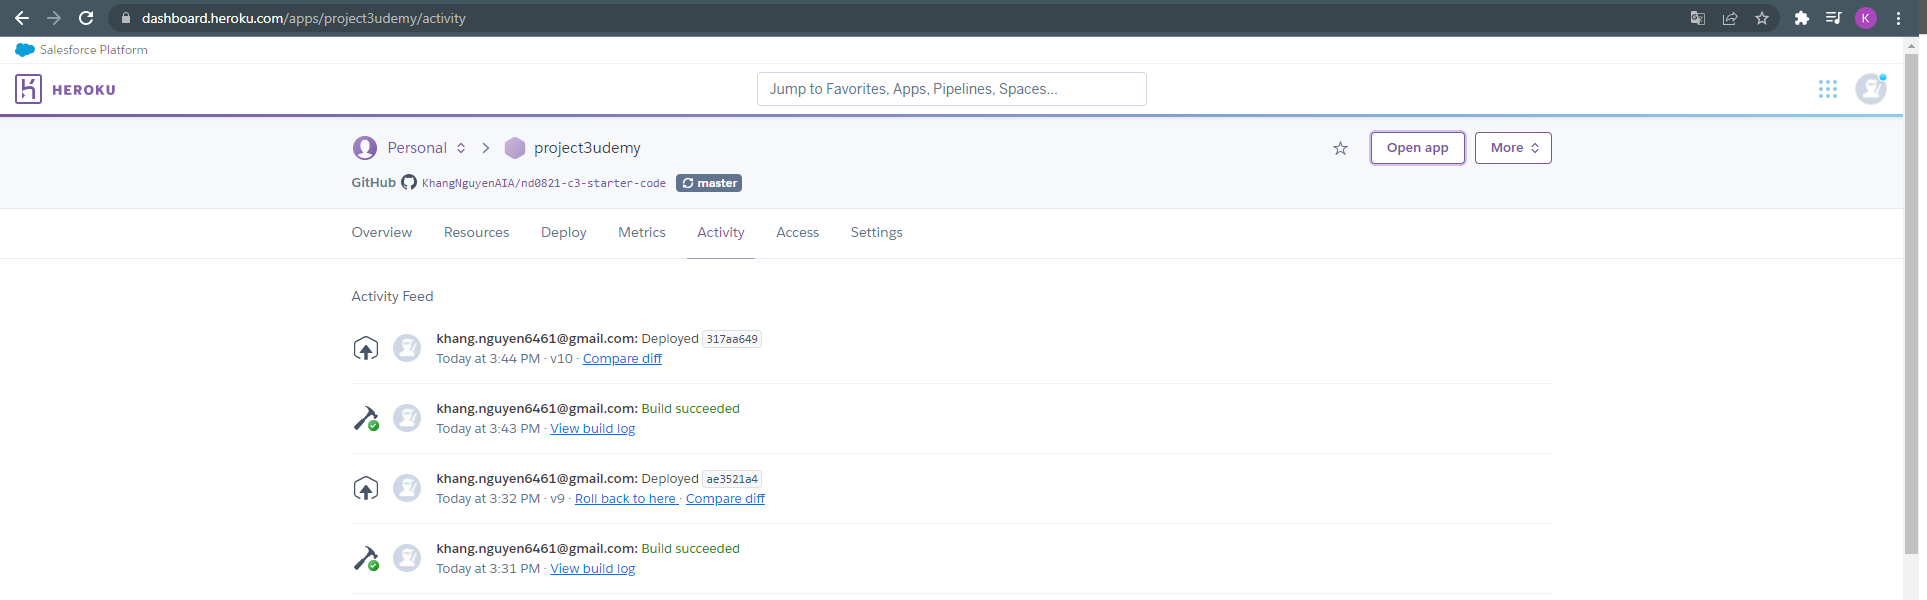 dashboard.heroku.com/apps/project3udemy/activity
K
Salesforce Platform
HEROKU
Jump to Favorites, Apps, Pipelines, Spaces...
Personal
project3udemy
Open app
More
GitHub KhangNguyenAIA/nd0821-c3-starter-code master
Overview Resources Deploy Metrics Activity Access Settings
Activity Feed
khang.nguyen6461@gmail.com: Deployed 317aa649
Today at 3:44 PM · v10 · Compare diff
khang.nguyen6461@gmail.com: Build succeeded
Today at 3:43 PM · View build log
khang.nguyen6461@gmail.com: Deployed ae3521a4
Today at 3:32 PM · v9 · Roll back to here · Compare diff
khang.nguyen6461@gmail.com: Build succeeded
Today at 3:31 PM · View build log